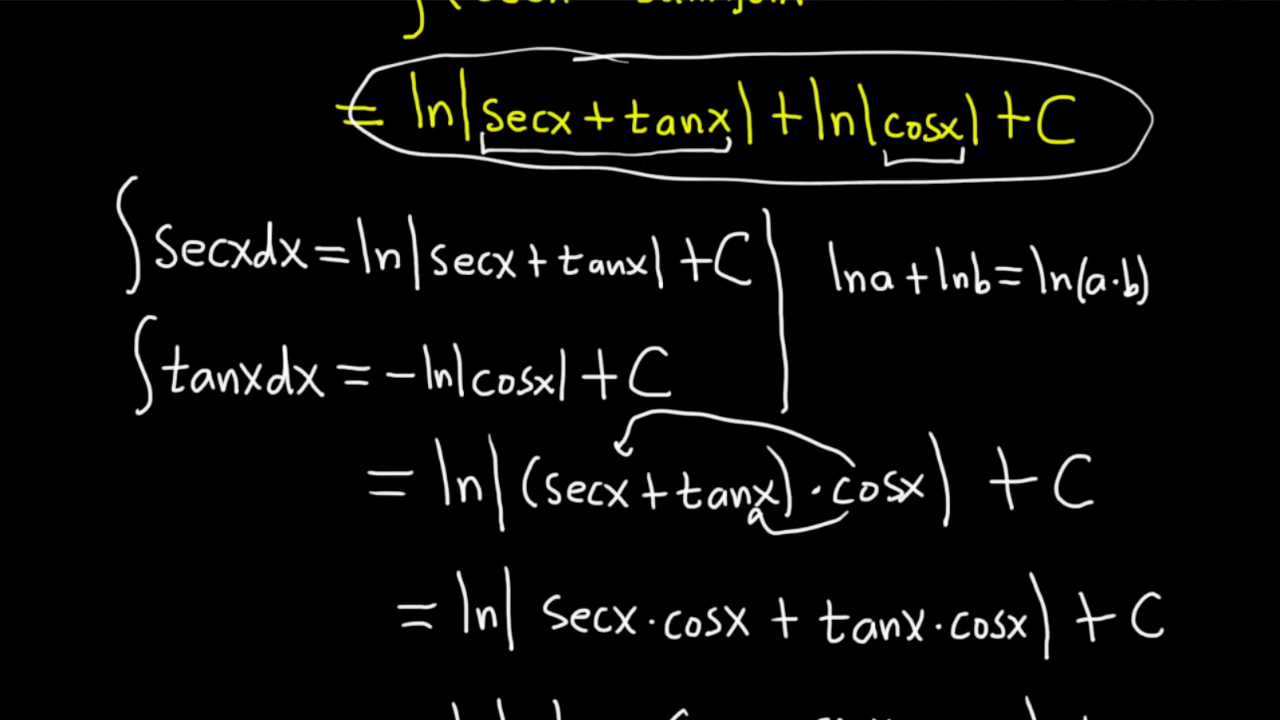 = ln|secx + tanx| + ln|cosx| + C
∫secxdx = ln|secx + tanx| + C
lna + lnb = ln(a·b)
∫tanxdx = -ln|cosx| + C
= ln|(secx + tanx)·cosx| + C
= ln|secx·cosx + tanx·cosx| + C